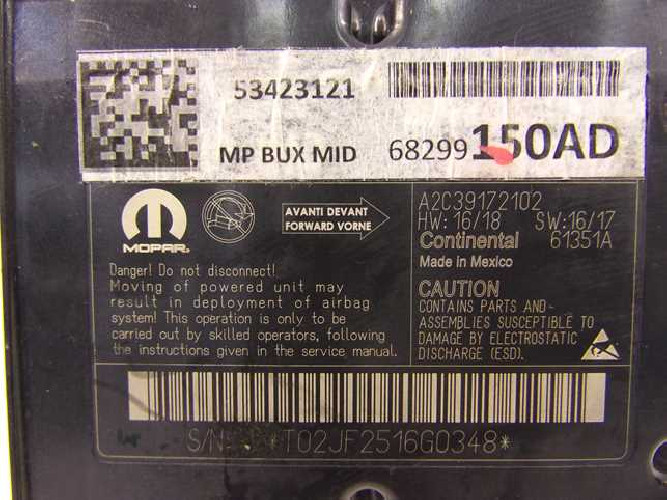 53423121
MP BUX MID 68299150AD
MOPAR
AVANTI DEVANT
FORWARD VORNE
A2C39172102
HW: 16/18 SW:16/17
Continental 61351A
Made in Mexico
Danger! Do not disconnect!
Moving of powered unit may
result in deployment of airbag
system! This operation is only to be
carried out by skilled operators, following
the instructions given in the service manual.
CAUTION
CONTAINS PARTS AND
ASSEMBLIES SUSCEPTIBLE TO
DAMAGE BY ELECTROSTATIC
DISCHARGE (ESD).
S/N T02JF2516G0348*